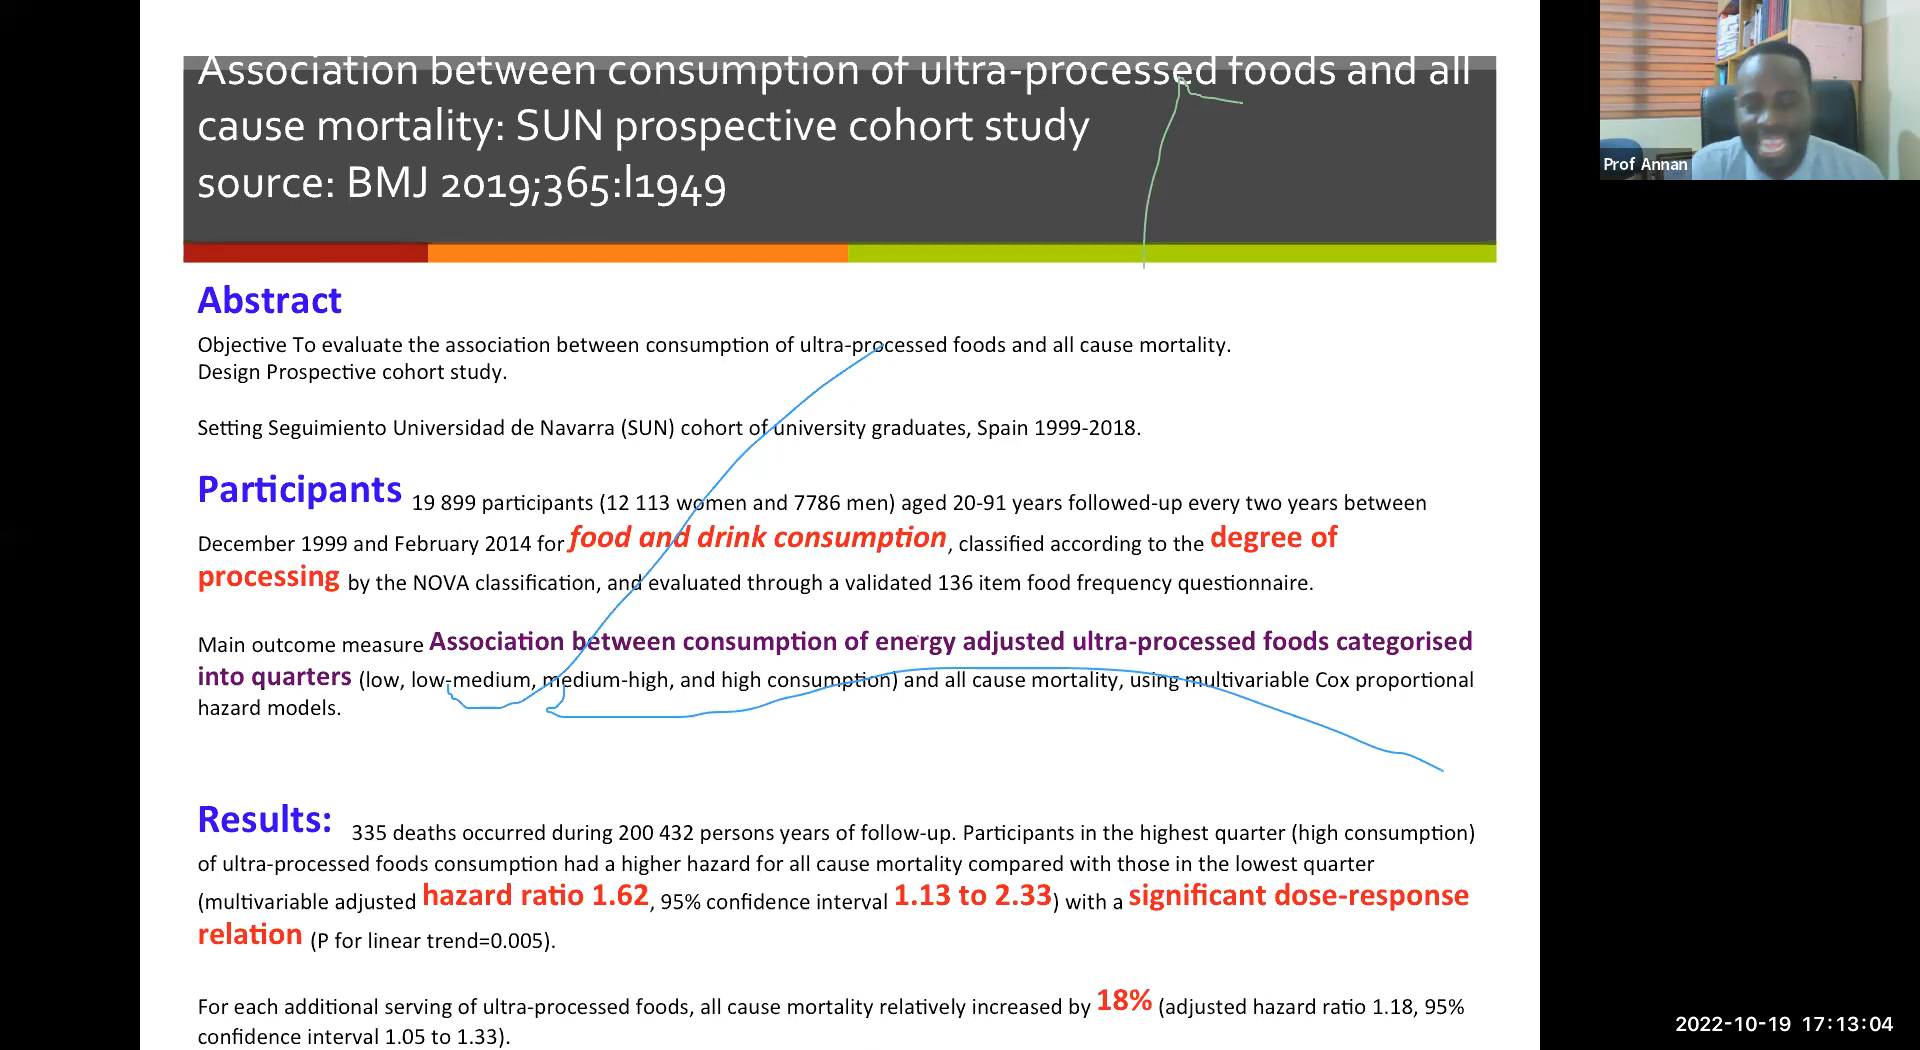 Association between consumption of ultra-processed foods and all
cause mortality: SUN prospective cohort study
source: BMJ 2019;365:l1949
Prof Annan
Abstract
Objective To evaluate the association between consumption of ultra-processed foods and all cause mortality.
Design Prospective cohort study.
Setting Seguimiento Universidad de Navarra (SUN) cohort of university graduates, Spain 1999-2018.
Participants 19 899 participants (12 113 women and 7786 men) aged 20-91 years followed-up every two years between
December 1999 and February 2014 for food and drink consumption, classified according to the degree of
processing by the NOVA classification, and evaluated through a validated 136 item food frequency questionnaire.
Main outcome measure Association between consumption of energy adjusted ultra-processed foods categorised
into quarters (low, low-medium, medium-high, and high consumption) and all cause mortality, using multivariable Cox proportional
hazard models.
Results: 335 deaths occurred during 200 432 persons years of follow-up. Participants in the highest quarter (high consumption)
of ultra-processed foods consumption had a higher hazard for all cause mortality compared with those in the lowest quarter
(multivariable adjusted hazard ratio 1.62, 95% confidence interval 1.13 to 2.33) with a significant dose-response
relation (P for linear trend=0.005).
For each additional serving of ultra-processed foods, all cause mortality relatively increased by 18% (adjusted hazard ratio 1.18, 95%
confidence interval 1.05 to 1.33).
2022-10-19 17:13:04